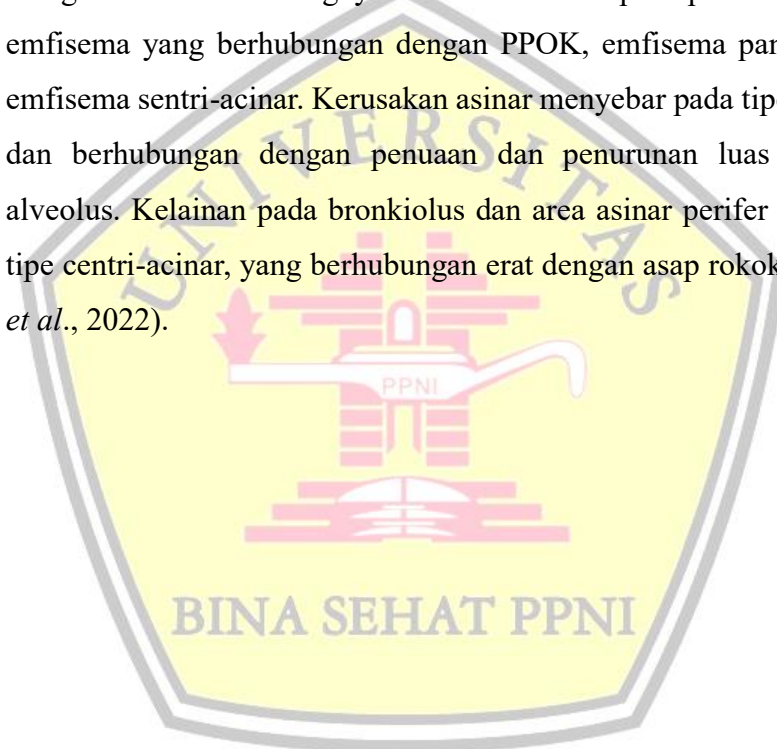 emfisema yang berhubungan dengan PPOK, emfisema par
emfisema sentri-acinar. Kerusakan asinar menyebar pada tipe
dan berhubungan dengan penuaan dan penurunan luas
alveolus. Kelainan pada bronkiolus dan area asinar perifer
tipe centri-acinar, yang berhubungan erat dengan asap rokok
et al., 2022).
UNIVERSITAS
PPNI
BINA SEHAT PPNI